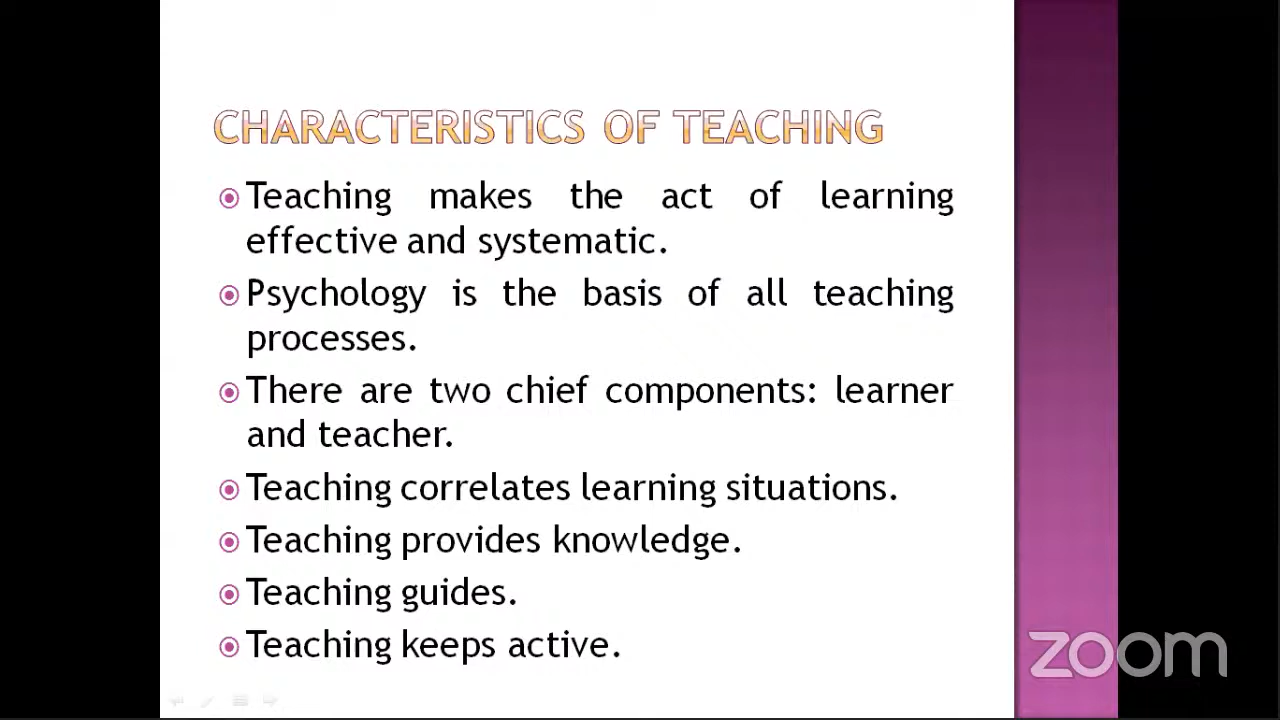 CHARACTERISTICS OF TEACHING
Teaching makes the act of learning
effective and systematic.
Psychology is the basis of all teaching
processes.
There are two chief components: learner
and teacher.
Teaching correlates learning situations.
Teaching provides knowledge.
Teaching guides.
Teaching keeps active.
zoom